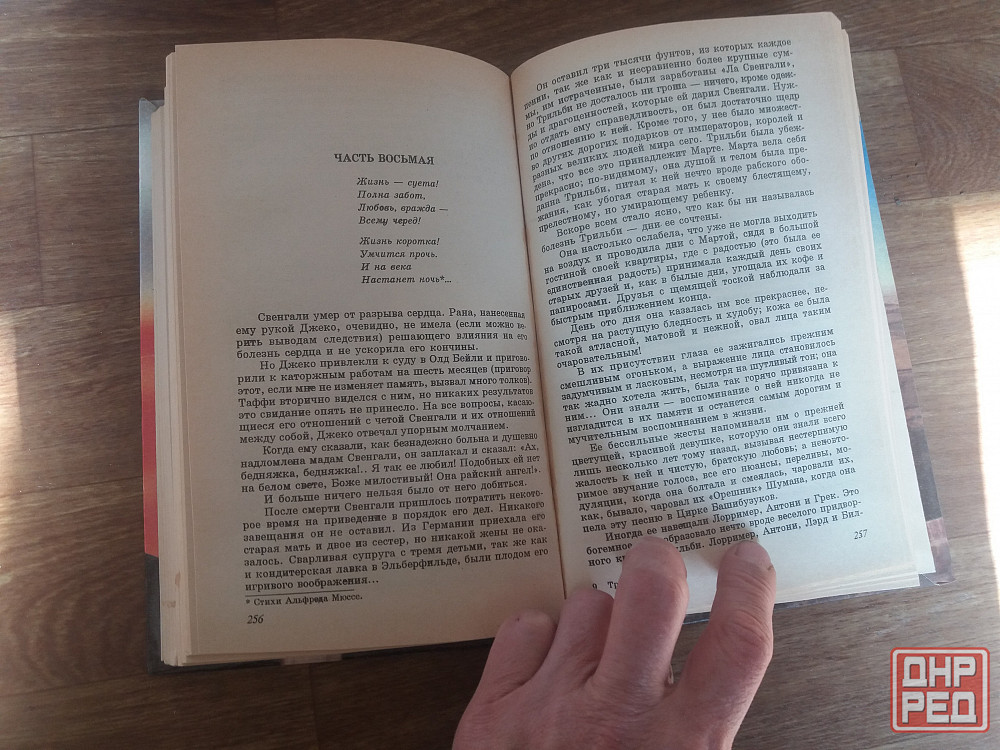 ЧАСТЬ ВОСЬМАЯ
Жизнь — суета!
Полна забот,
Любовь, вражда —
Всему черед!
Жизнь коротка!
Умчится прочь.
И на века
Настанет ночь*...
Свенгали умер от разрыва сердца. Рана, нанесенная
ему рукой Джеко, очевидно, не имела (если можно ве-
рить выводам следствия) решающего влияния на его
болезнь сердца и не ускорила его кончины.
Но Джеко привлекли к суду в Олд Бейли и пригово-
рили к каторжным работам на шесть месяцев (приговор
этот, если мне не изменяет память, вызвал много толков).
Таффи вторично виделся с ним, но никаких результатов
это свидание опять не принесло. На все вопросы, касаю-
щиеся его отношений с четой Свенгали и их отношений
между собой, Джеко отвечал упорным молчанием.
Когда ему сказали, как безнадежно больна и душевно
надломлена мадам Свенгали, он заплакал и сказал: «Ах,
бедняжка, бедняжка!.. Я так ее любил! Подобных ей нет
на белом свете, Боже милостивый! Она райский ангел!».
И больше ничего нельзя было от него добиться.
После смерти Свенгали пришлось потратить некото-
рое время на приведение в порядок его дел. Никакого
завещания он не оставил. Из Германии приехала его
старая мать и двое из сестер, но никакой жены не ока-
залось. Сварливая супруга с тремя детьми, так же как
и кондитерская лавка в Эльберфильде, были плодом его
игривого воображения...
* Стихи Альфреда Мюссе.
256
Он оставил три тысячи фунтов, из которых каждое
пенни, так же как и несравненно более крупные сум-
мы, им истраченные, были заработаны «Ла Свенгали»,
но Трильби не досталось ни гроша — ничего, кроме одеж-
ды и драгоценностей, которые ей дарил Свенгали. Нуж-
но отдать ему справедливость, он был достаточно щедр
по отношению к ней. Кроме того, у нее было множест-
во других дорогих подарков от императоров, королей и
разных великих людей мира сего. Трильби была убеж-
дена, что все это принадлежит Марте. Марта вела себя
прекрасно; по-видимому, она душой и телом была пре-
данна Трильби, питая к ней нечто вроде рабского обо-
жания, как убогая старая мать к своему блестящему,
прелестному, но умирающему ребенку.
Вскоре всем стало ясно, что как бы ни называлась
болезнь Трильби — дни ее сочтены.
Она настолько ослабела, что уже не могла выходить
на воздух и проводила дни с Мартой, сидя в большой
гостиной своей квартиры, где с радостью (это была ее
единственная радость) принимала каждый день своих
старых друзей и, как в былые дни, угощала их кофе и
папиросами. Друзья с щемящей тоской наблюдали за
быстрым приближением конца.
День ото дня она казалась им все прекраснее, не-
смотря на растущую бледность и худобу; кожа ее была
такой атласной, матовой и нежной, овал лица таким
очаровательным!
В их присутствии глаза ее зажигались прежним
смешливым огоньком, а выражение лица становилось
задумчивым и ласковым, несмотря на шутливый тон; она
так жадно хотела жить, была так горячо привязана к
ним... Они знали — воспоминание о ней никогда не
изгладится в их памяти и останется самым дорогим и
мучительным воспоминанием в жизни.
Ее бессильные жесты напоминали им о прежней
цветущей, красивой девушке, которую они знали всего
лишь несколько лет тому назад, вызывая нестерпимую
жалость к ней и чистую, братскую любовь; а неповто-
римое звучание голоса, все его нюансы, переливы, мо-
дуляции, когда она болтала и смеялась, чаровали их,
как, бывало, чаровал их «Орешник» Шумана, когда она
пела эту песню в Цирке Вашибузуков.
Иногда ее навещали Лорример, Антони и Грек. Это
богемное образовало нечто вроде веселого придвор-
ного Лорример, Антони, Лэрд и Бил-
257
9
ДНР
РЕД